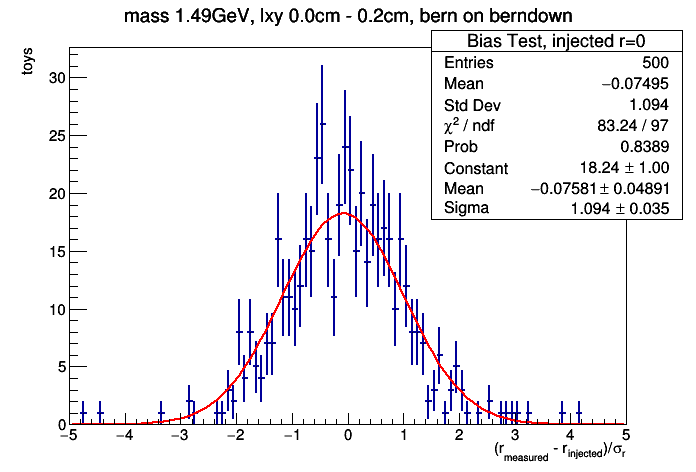 mass 1.49GeV, lxy 0.0cm - 0.2cm, bern on berndown
Bias Test, injected r=0
Entries 500
Mean −0.07495
Std Dev 1.094
χ² / ndf 83.24 / 97
Prob 0.8389
Constant 18.24 ± 1.00
Mean −0.07581 ± 0.04891
Sigma 1.094 ± 0.035
toys
30
25
20
15
10
5
0
−5 −4 −3 −2 −1 0 1 2 3 4 5
(r_measured - r_injected)/σ_r